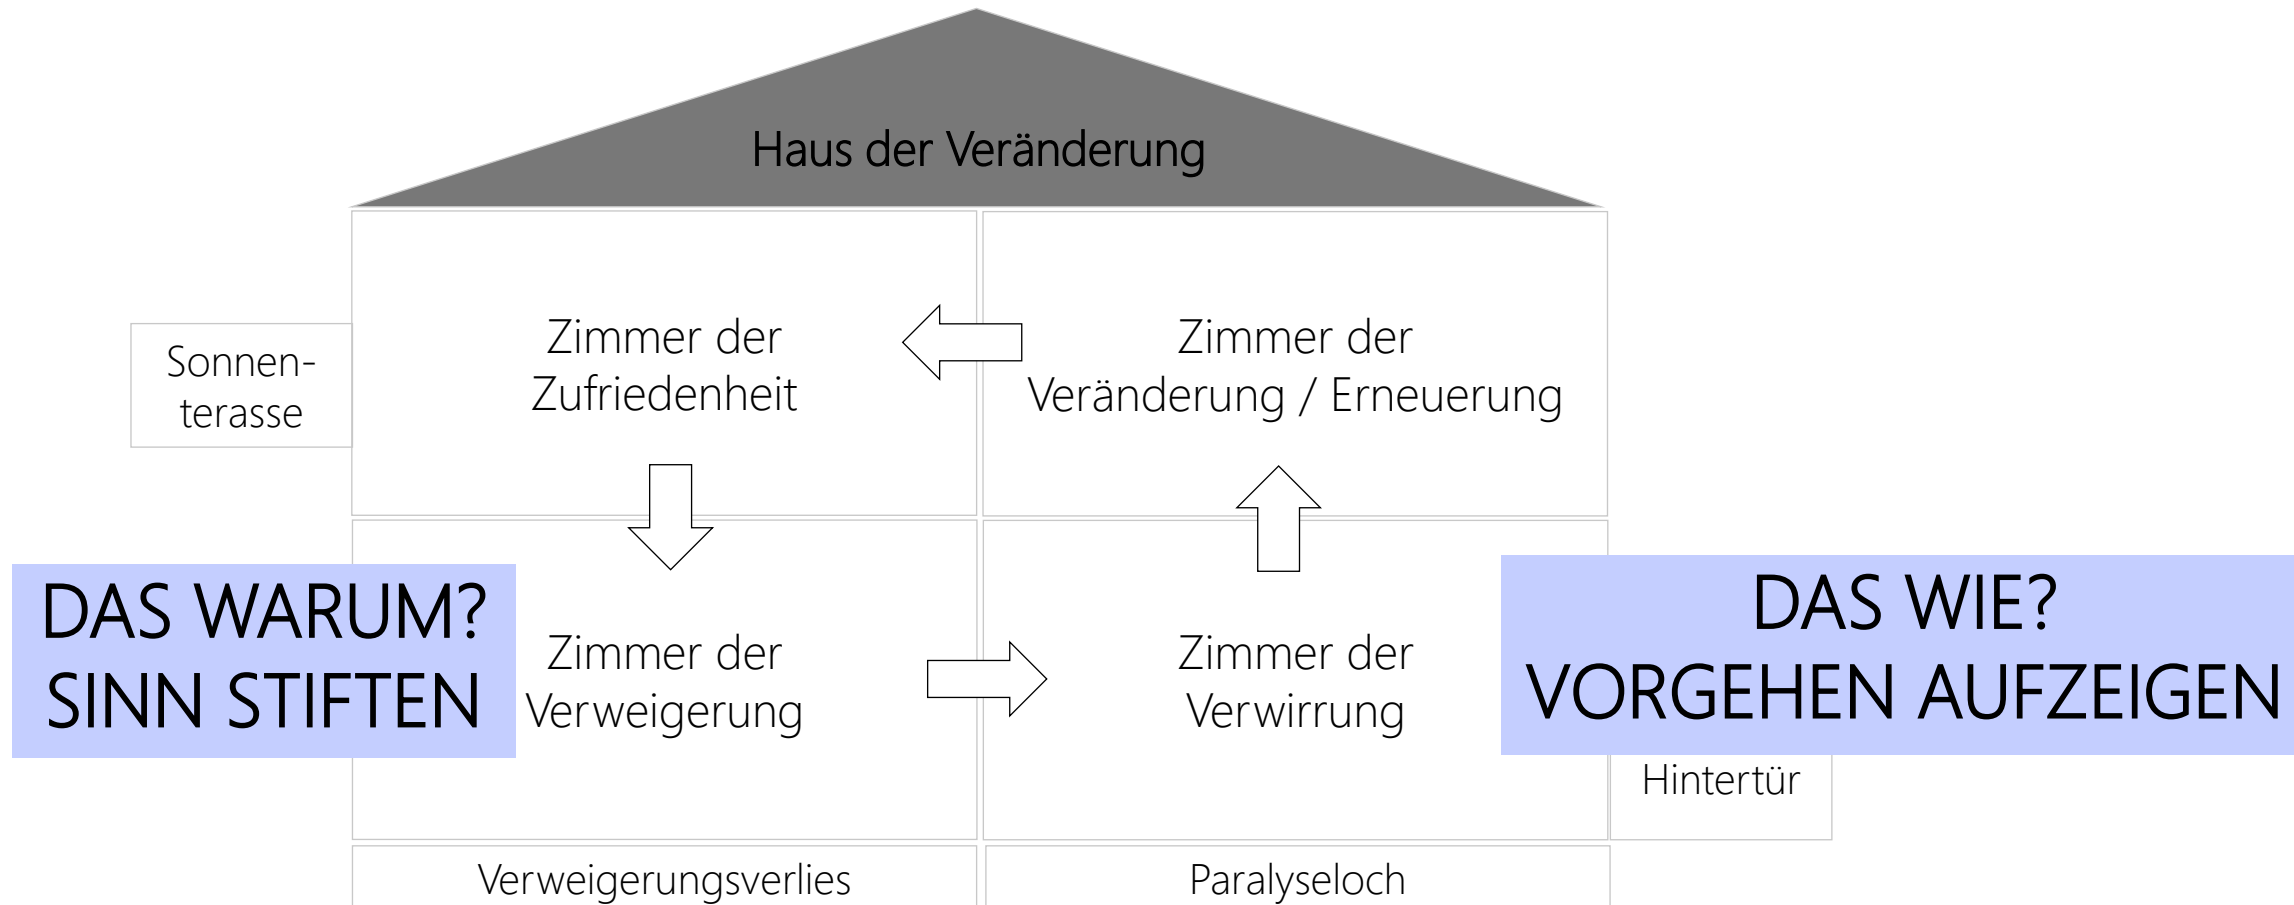 Haus der Veränderung
Sonnen-
terasse
Zimmer der
Zufriedenheit
Zimmer der
Veränderung / Erneuerung
DAS WARUM?
SINN STIFTEN
Zimmer der
Verweigerung
Zimmer der
Verwirrung
DAS WIE?
VORGEHEN AUFZEIGEN
Hintertür
Verweigerungsverlies
Paralyseloch